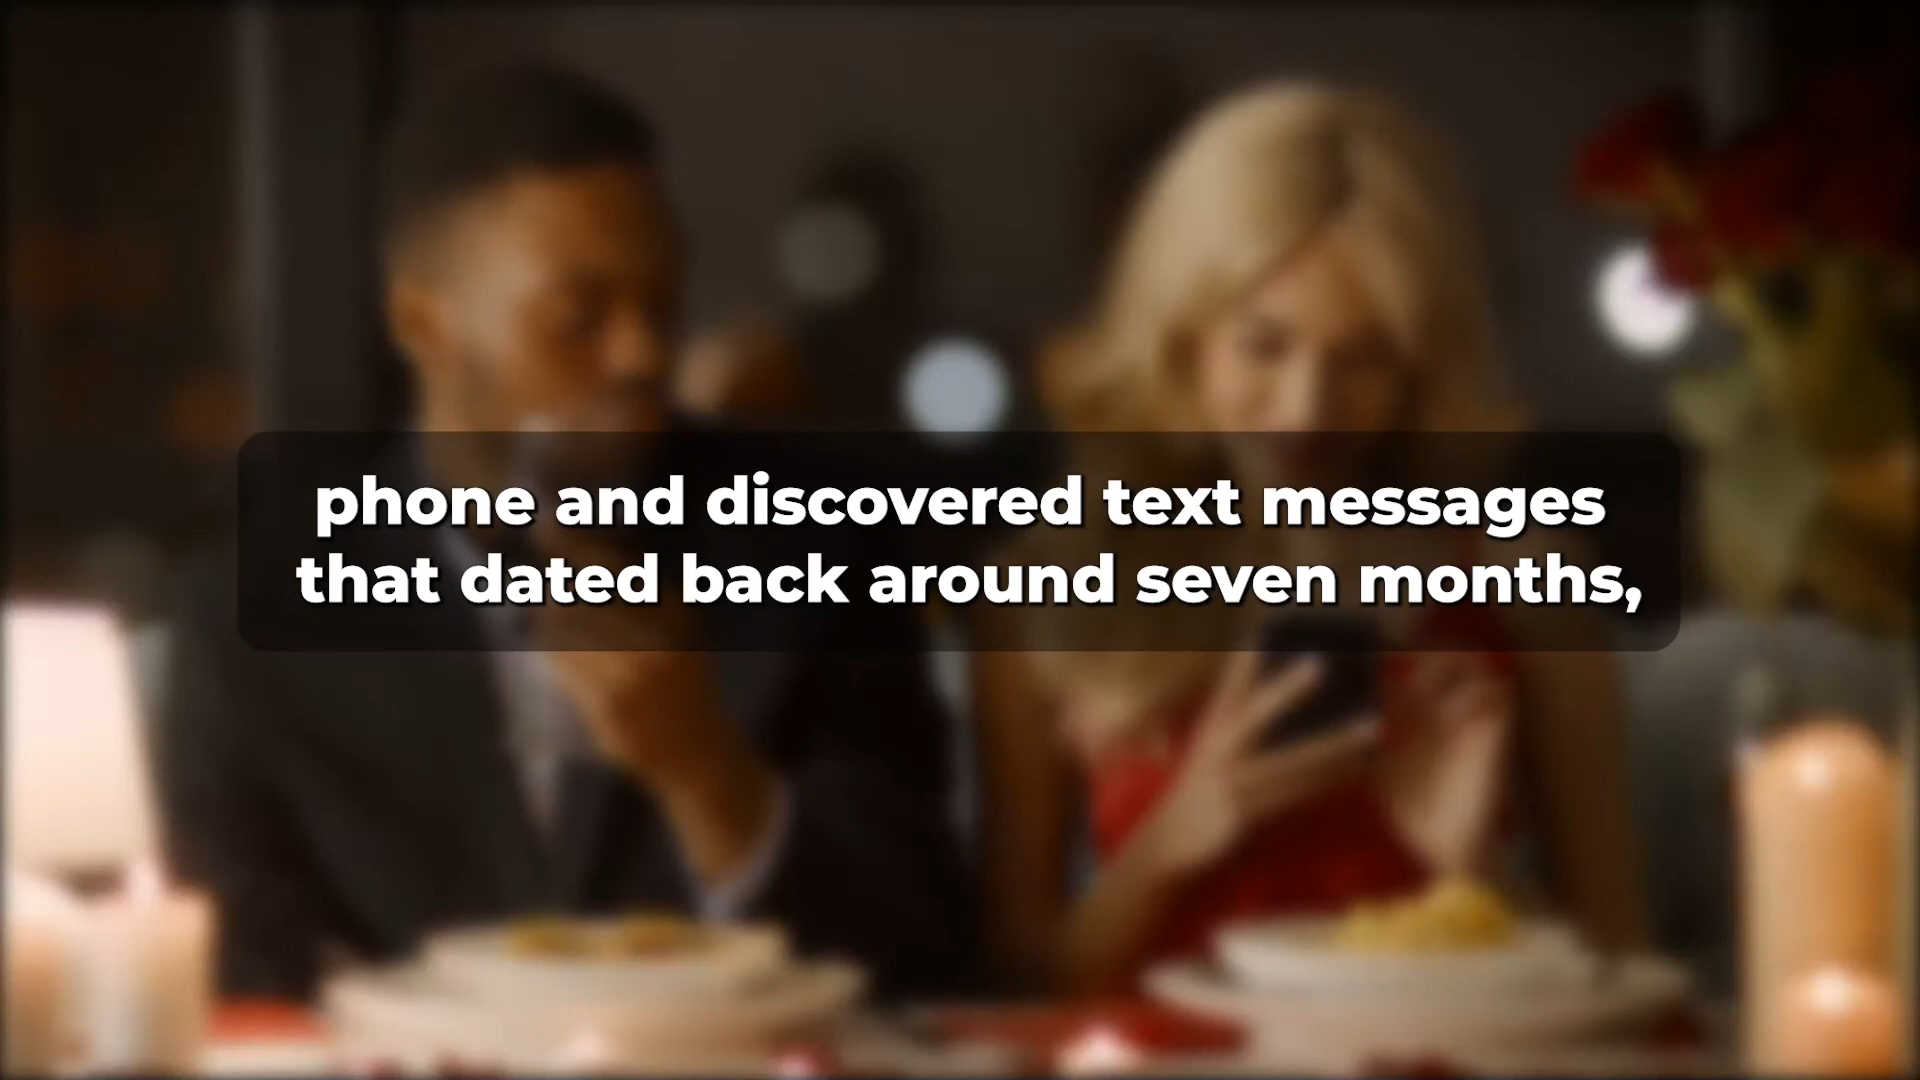 phone and discovered text messages
that dated back around seven months,